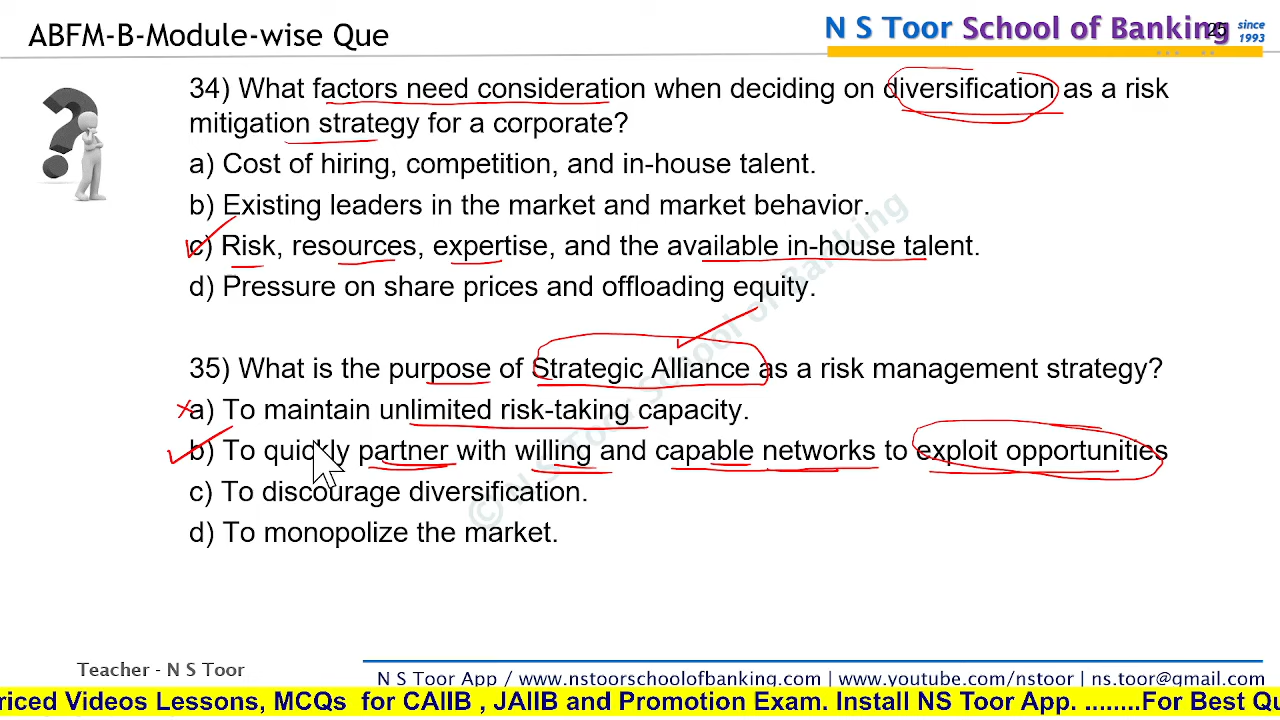 ABFM-B-Module-wise Que
N S Toor School of Banking since 1993
25
34) What factors need consideration when deciding on diversification as a risk
mitigation strategy for a corporate?
a) Cost of hiring, competition, and in-house talent.
b) Existing leaders in the market and market behavior.
c) Risk, resources, expertise, and the available in-house talent.
d) Pressure on share prices and offloading equity.
35) What is the purpose of Strategic Alliance as a risk management strategy?
a) To maintain unlimited risk-taking capacity.
b) To quickly partner with willing and capable networks to exploit opportunities
c) To discourage diversification.
d) To monopolize the market.
© N S Toor School of Banking
Teacher - N S Toor
N S Toor App / www.nstoorschoolofbanking.com | www.youtube.com/nstoor | ns.toor@gmail.com
riced Videos Lessons, MCQs for CAIIB , JAIIB and Promotion Exam. Install NS Toor App. ........For Best Qu